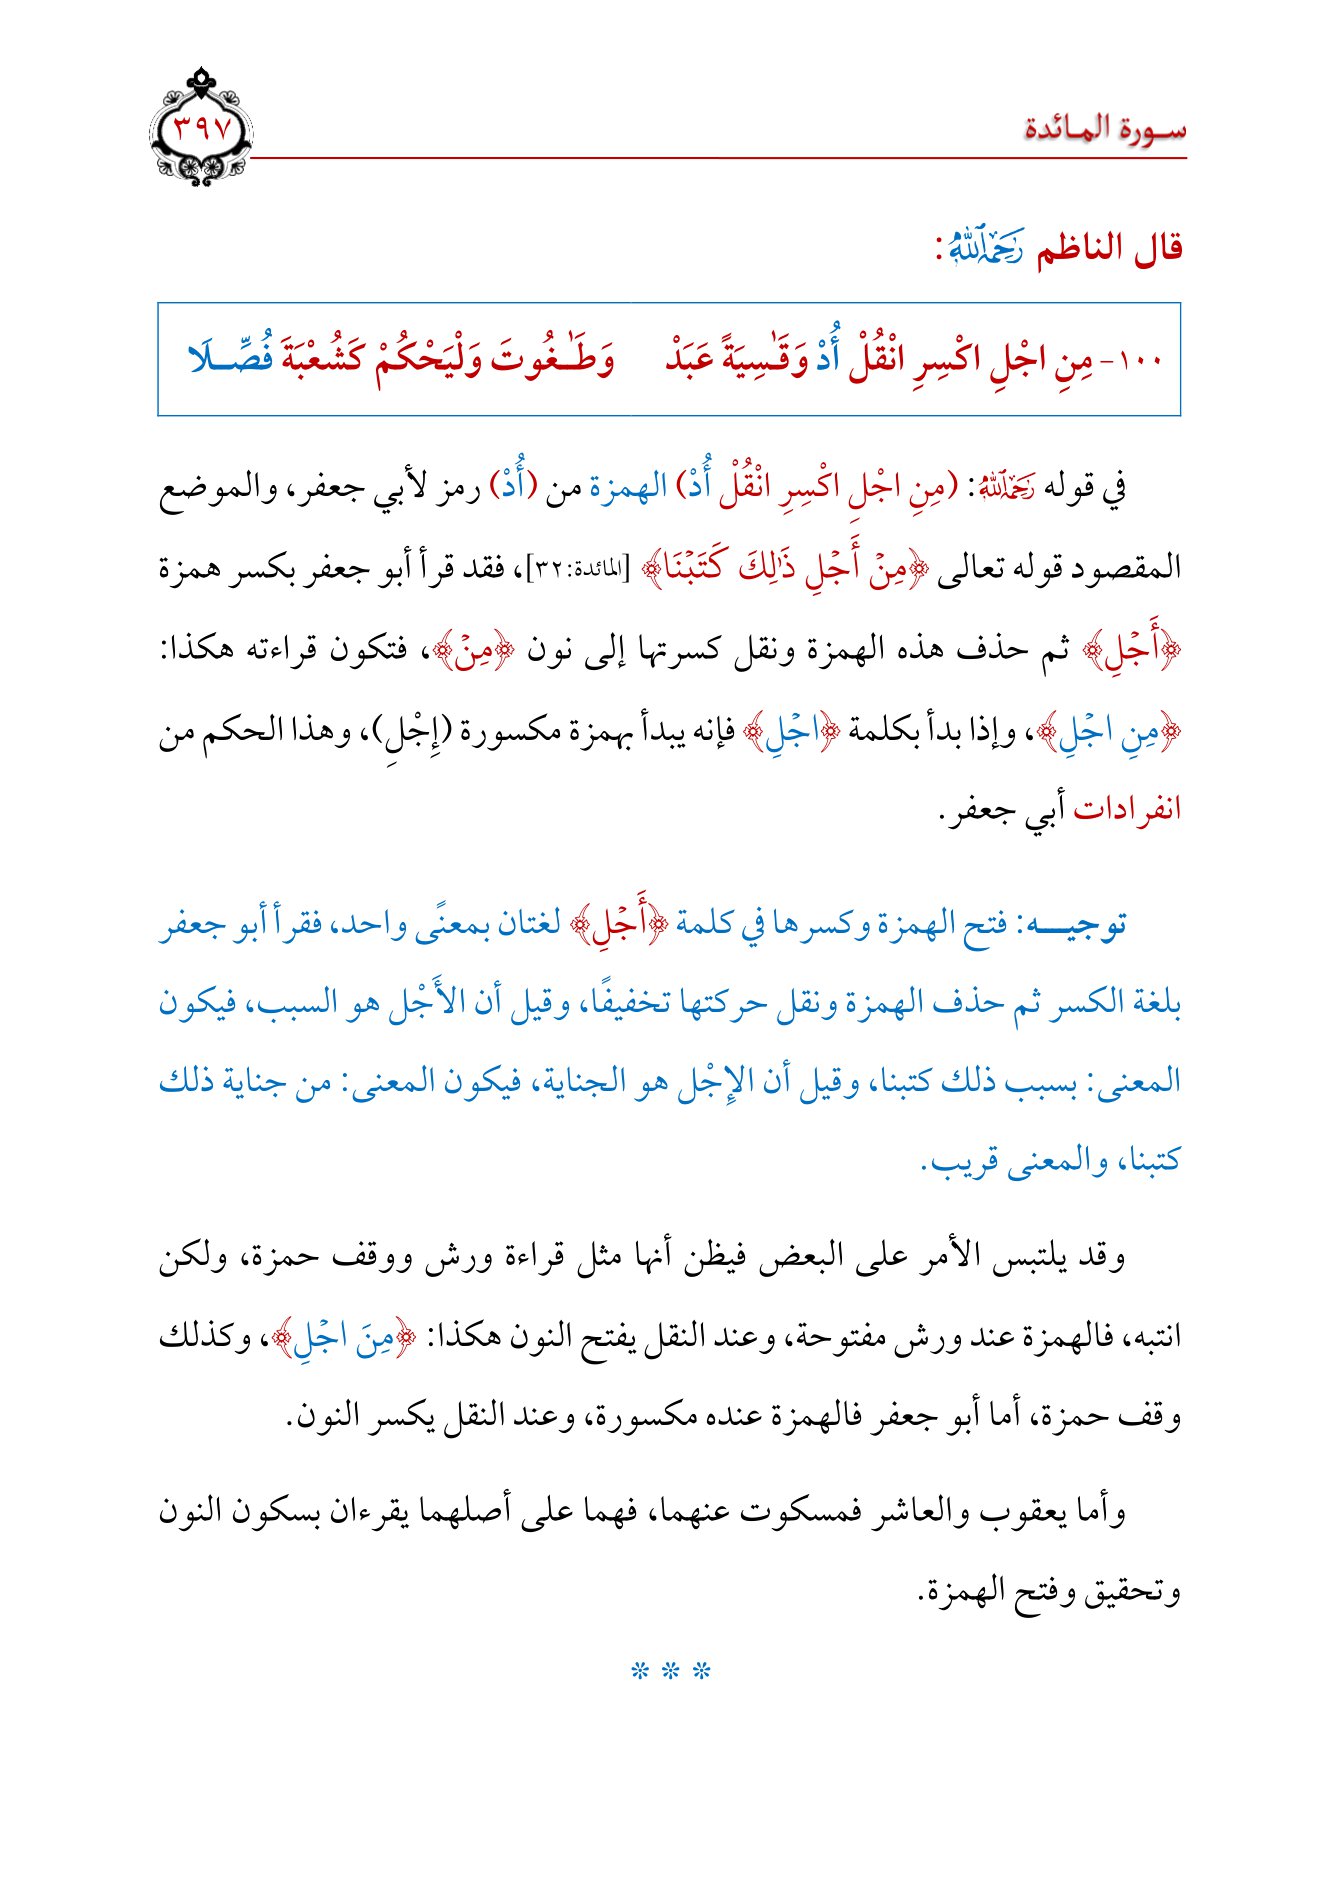 سورة المائدة
٣٩٧
قال الناظم رَحِمَهُ ٱللَّهُ:
١٠٠- مِنِ اجْلِ اكْسِرِ انْقُلْ أُدْ وَقَـٰسِيَةً عَبَدْ وَطَـٰغُوتَ وَلْيَحْكُمْ كَشُعْبَةَ فُصِّـلَا
في قوله رَحِمَهُ ٱللَّهُ: (مِنِ اجْلِ اكْسِرِ انْقُلْ أُدْ) الهمزة من (أُدْ) رمز لأبي جعفر، والموضع
المقصود قوله تعالى ﴿مِنۡ أَجۡلِ ذَٰلِكَ كَتَبۡنَا﴾ [المائدة:٣٢]، فقد قرأ أبو جعفر بكسر همزة
﴿أَجۡلِ﴾ ثم حذف هذه الهمزة ونقل كسرتها إلى نون ﴿مِنۡ﴾، فتكون قراءته هكذا:
﴿مِنِ اجۡلِ﴾، وإذا بدأ بكلمة ﴿اجۡلِ﴾ فإنه يبدأ بهمزة مكسورة (إِجْلِ)، وهذا الحكم من
انفرادات أبي جعفر.
توجيـــه: فتح الهمزة وكسرها في كلمة ﴿أَجۡلِ﴾ لغتان بمعنًى واحد، فقرأ أبو جعفر
بلغة الكسر ثم حذف الهمزة ونقل حركتها تخفيفًا، وقيل أن الأَجْل هو السبب، فيكون
المعنى: بسبب ذلك كتبنا، وقيل أن الإِجْل هو الجناية، فيكون المعنى: من جناية ذلك
كتبنا، والمعنى قريب.
وقد يلتبس الأمر على البعض فيظن أنها مثل قراءة ورش ووقف حمزة، ولكن
انتبه، فالهمزة عند ورش مفتوحة، وعند النقل يفتح النون هكذا: ﴿مِنَ اجۡلِ﴾، وكذلك
وقف حمزة، أما أبو جعفر فالهمزة عنده مكسورة، وعند النقل يكسر النون.
وأما يعقوب والعاشر فمسكوت عنهما، فهما على أصلهما يقرءان بسكون النون
وتحقيق وفتح الهمزة.
* * *